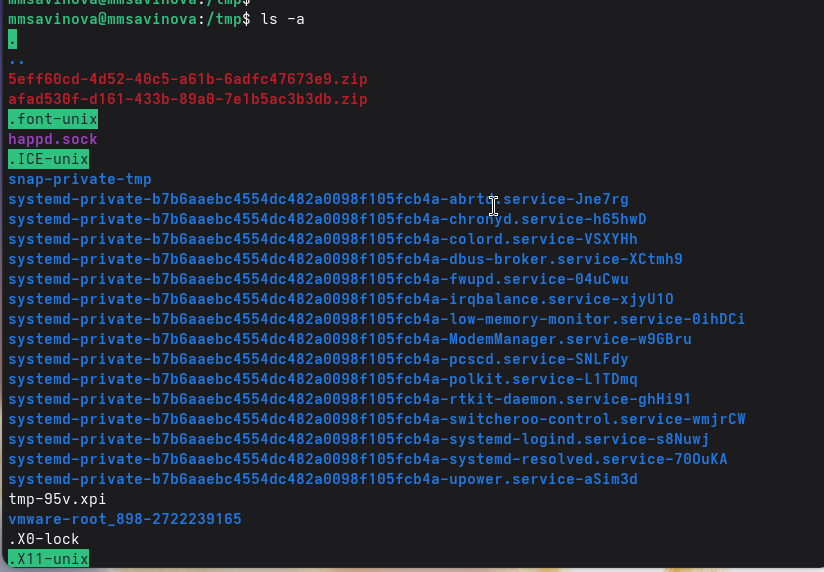 mmsavinova@mmsavinova:/tmp$
mmsavinova@mmsavinova:/tmp$ ls -a
.
..
5eff60cd-4d52-40c5-a61b-6adfc47673e9.zip
afad530f-d161-433b-89a0-7e1b5ac3b3db.zip
.font-unix
happd.sock
.ICE-unix
snap-private-tmp
systemd-private-b7b6aaebc4554dc482a0098f105fcb4a-abrtd.service-Jne7rg
systemd-private-b7b6aaebc4554dc482a0098f105fcb4a-chronyd.service-h65hwD
systemd-private-b7b6aaebc4554dc482a0098f105fcb4a-colord.service-VSXYHh
systemd-private-b7b6aaebc4554dc482a0098f105fcb4a-dbus-broker.service-XCtmh9
systemd-private-b7b6aaebc4554dc482a0098f105fcb4a-fwupd.service-04uCwu
systemd-private-b7b6aaebc4554dc482a0098f105fcb4a-irqbalance.service-xjyU1O
systemd-private-b7b6aaebc4554dc482a0098f105fcb4a-low-memory-monitor.service-0ihDCi
systemd-private-b7b6aaebc4554dc482a0098f105fcb4a-ModemManager.service-w9GBru
systemd-private-b7b6aaebc4554dc482a0098f105fcb4a-pcscd.service-SNLFdy
systemd-private-b7b6aaebc4554dc482a0098f105fcb4a-polkit.service-L1TDmq
systemd-private-b7b6aaebc4554dc482a0098f105fcb4a-rtkit-daemon.service-ghHi91
systemd-private-b7b6aaebc4554dc482a0098f105fcb4a-switcheroo-control.service-wmjrCW
systemd-private-b7b6aaebc4554dc482a0098f105fcb4a-systemd-logind.service-s8Nuwj
systemd-private-b7b6aaebc4554dc482a0098f105fcb4a-systemd-resolved.service-70OuKA
systemd-private-b7b6aaebc4554dc482a0098f105fcb4a-upower.service-aSim3d
tmp-95v.xpi
vmware-root_898-2722239165
.X0-lock
.X11-unix